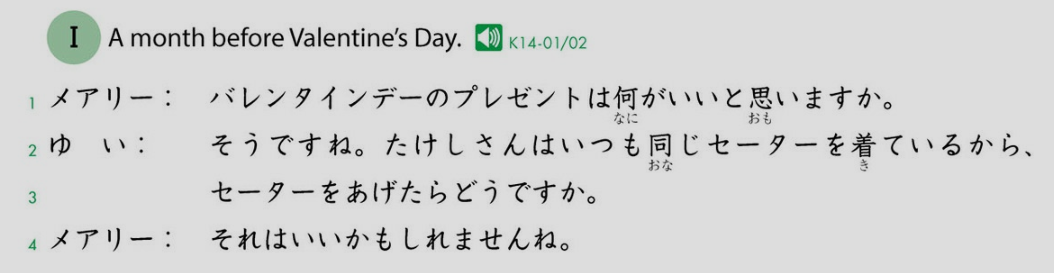 I A month before Valentine's Day. K14-01/02
1 メアリー： バレンタインデーのプレゼントは何がいいと思いますか。
なに おも
2 ゆ い： そうですね。たけしさんはいつも同じセーターを着ているから、
おな き
3 セーターをあげたらどうですか。
4 メアリー： それはいいかもしれませんね。